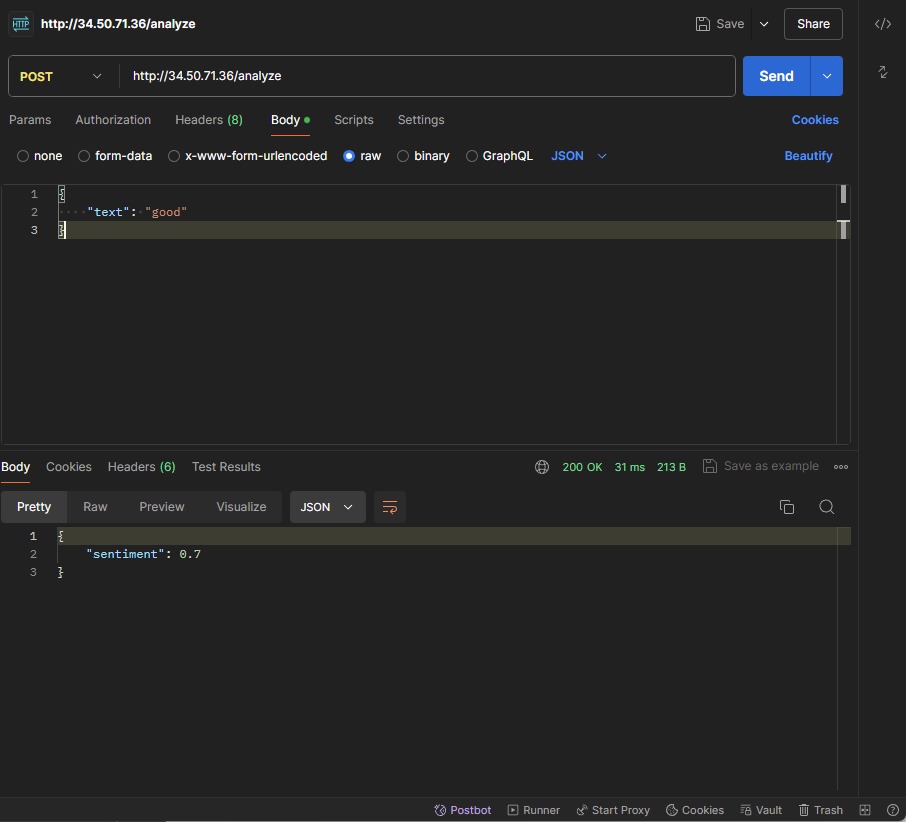 HTTP http://34.50.71.36/analyze Save Share
POST http://34.50.71.36/analyze Send
Params Authorization Headers (8) Body Scripts Settings Cookies
none form-data x-www-form-urlencoded raw binary GraphQL JSON Beautify
1 {
2 "text": "good"
3 }
Body Cookies Headers (6) Test Results 200 OK 31 ms 213 B Save as example
Pretty Raw Preview Visualize JSON
1 {
2 "sentiment": 0.7
3 }
Postbot Runner Start Proxy Cookies Vault Trash